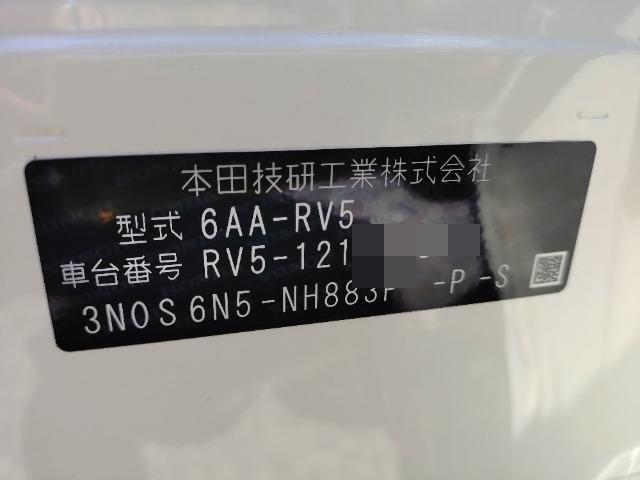 本田技研工業株式会社
型式 6AA-RV5
車台番号 RV5-121
3N0S6N5-NH883P -P -S